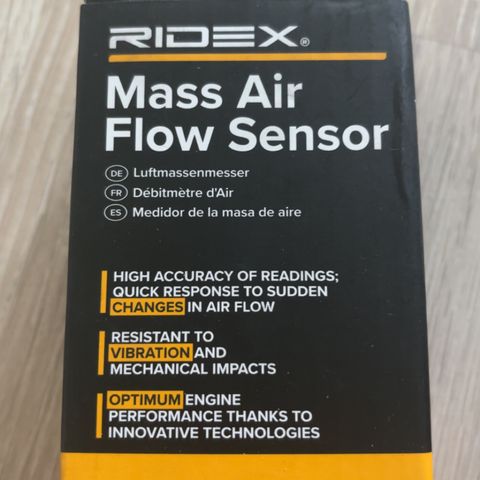 RIDEX®
Mass Air
Flow Sensor
DE Luftmassenmesser
FR Débitmètre d'Air
ES Medidor de la masa de aire
HIGH ACCURACY OF READINGS;
QUICK RESPONSE TO SUDDEN
CHANGES IN AIR FLOW
RESISTANT TO
VIBRATION AND
MECHANICAL IMPACTS
OPTIMUM ENGINE
PERFORMANCE THANKS TO
INNOVATIVE TECHNOLOGIES